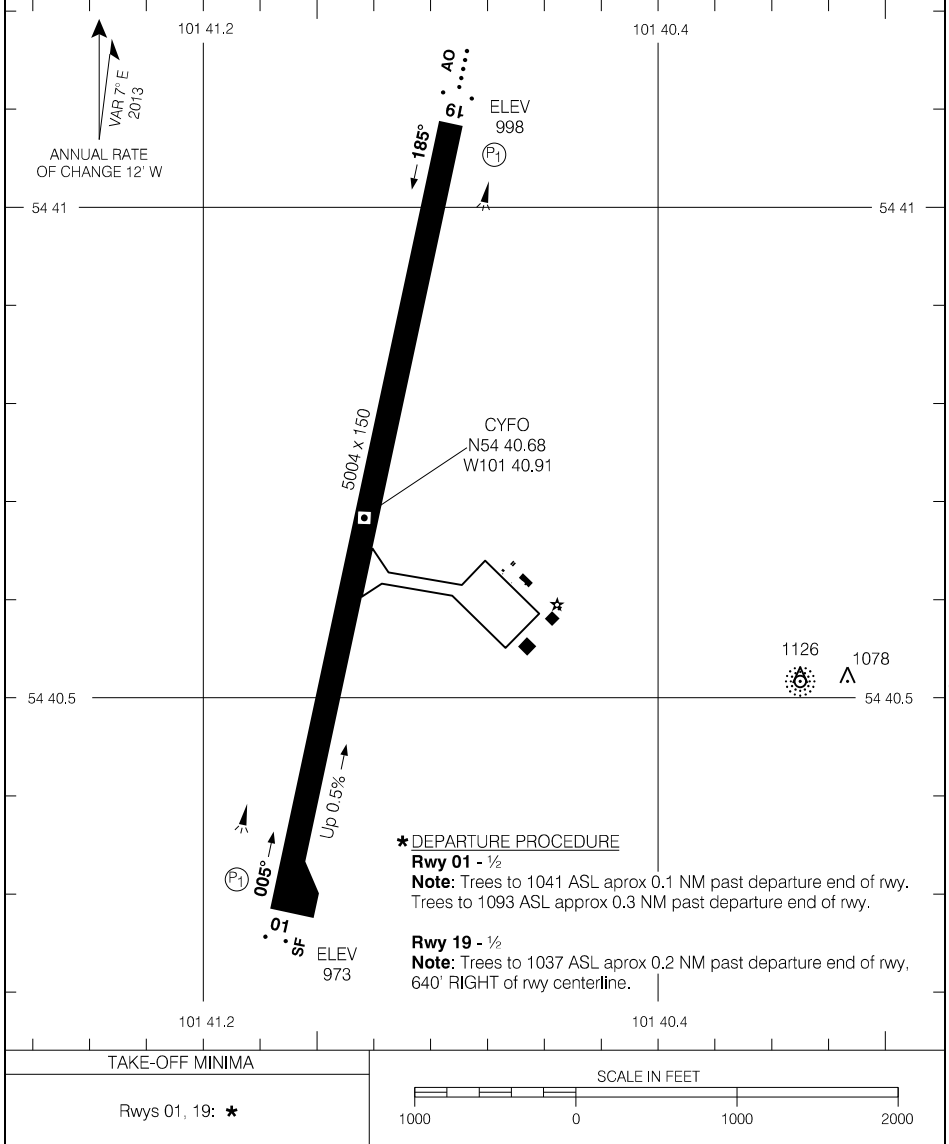 101 41.2
101 40.4
VAR 7° E
2013
ANNUAL RATE
OF CHANGE 12' W
AO
19
ELEV
998
P1
185°
54 41
54 41
5004 x 150
CYFO
N54 40.68
W101 40.91
1126
1078
54 40.5
54 40.5
Up 0.5%
P1
005°
01
SF
ELEV
973
* DEPARTURE PROCEDURE
Rwy 01 - ½
Note: Trees to 1041 ASL aprox 0.1 NM past departure end of rwy.
Trees to 1093 ASL approx 0.3 NM past departure end of rwy.
Rwy 19 - ½
Note: Trees to 1037 ASL aprox 0.2 NM past departure end of rwy,
640' RIGHT of rwy centerline.
101 41.2
101 40.4
TAKE-OFF MINIMA
Rwys 01, 19: *
SCALE IN FEET
1000 0 1000 2000